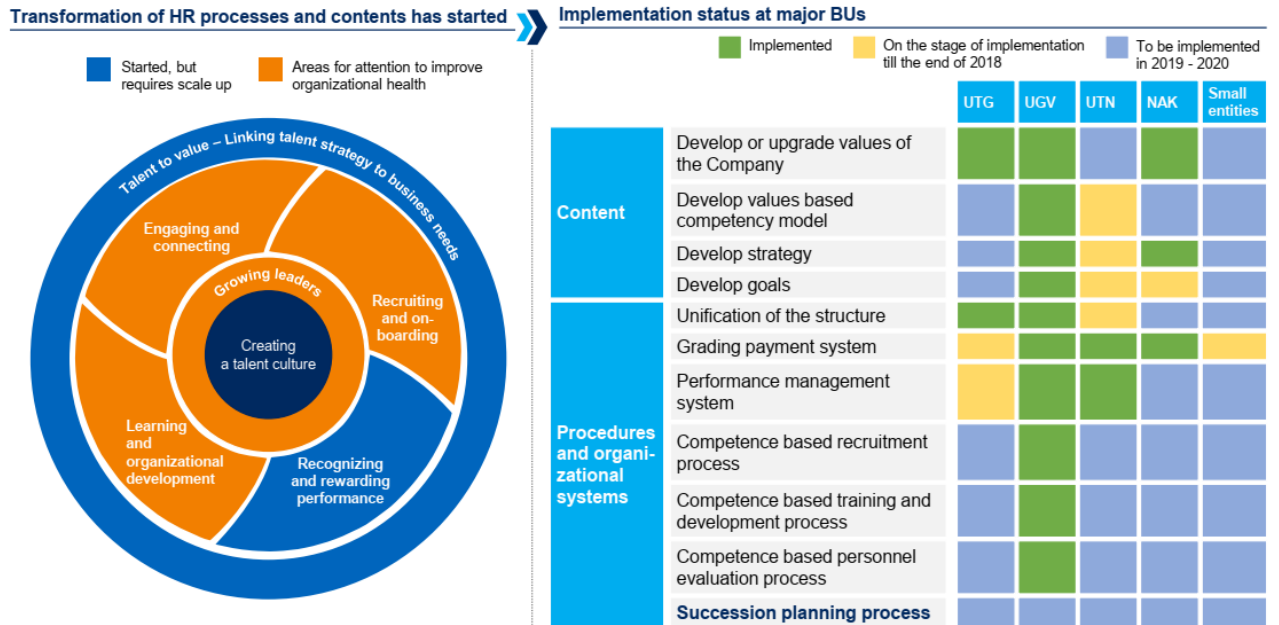 Transformation of HR processes and contents has started
Started, but
requires scale up
Areas for attention to improve
organizational health
Talent to value – Linking talent strategy to business needs
Engaging and
connecting
Growing leaders
Recruiting
and on-
boarding
Creating
a talent culture
Learning
and
organizational
development
Recognizing
and rewarding
performance
Implementation status at major BUs
Implemented
On the stage of implementation
till the end of 2018
To be implemented
in 2019 - 2020
UTG
UGV
UTN
NAK
Small
entities
Content
Develop or upgrade values of
the Company
Develop values based
competency model
Develop strategy
Develop goals
Procedures
and organi-
zational
systems
Unification of the structure
Grading payment system
Performance management
system
Competence based recruitment
process
Competence based training and
development process
Competence based personnel
evaluation process
Succession planning process